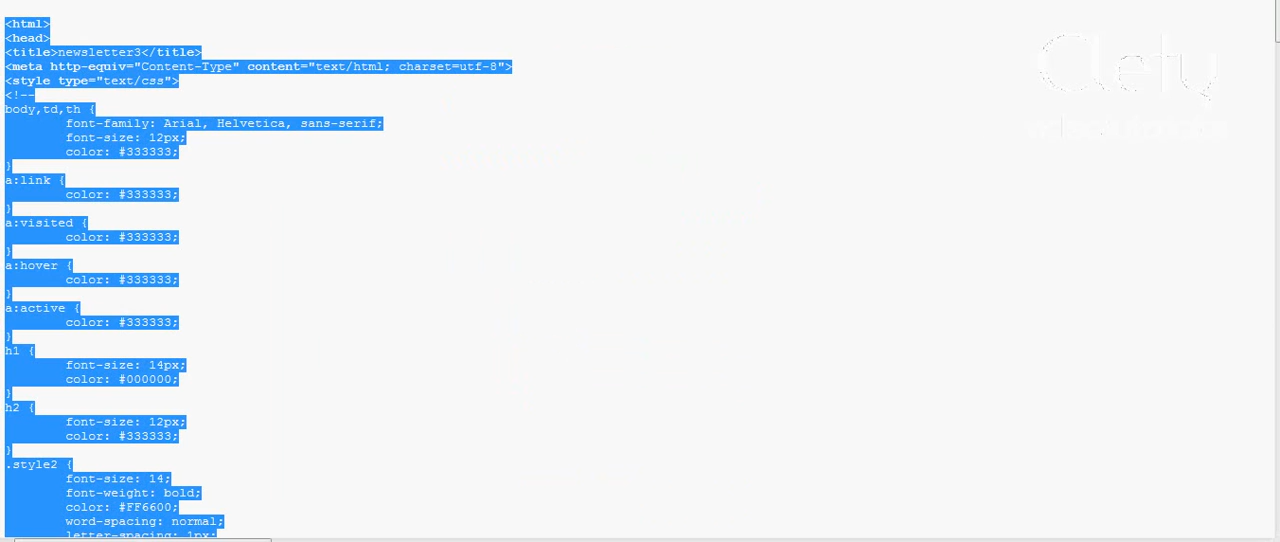 <html>
<head>
<title>newsletter3</title>
<meta http-equiv="Content-Type" content="text/html; charset=utf-8">
<style type="text/css">
<!--
body,td,th {
	font-family: Arial, Helvetica, sans-serif;
	font-size: 12px;
	color: #333333;
}
a:link {
	color: #333333;
}
a:visited {
	color: #333333;
}
a:hover {
	color: #333333;
}
a:active {
	color: #333333;
}
h1 {
	font-size: 14px;
	color: #000000;
}
h2 {
	font-size: 12px;
	color: #333333;
}
.style2 {
	font-size: 14;
	font-weight: bold;
	color: #FF6600;
	word-spacing: normal;
	letter-spacing: 1px;